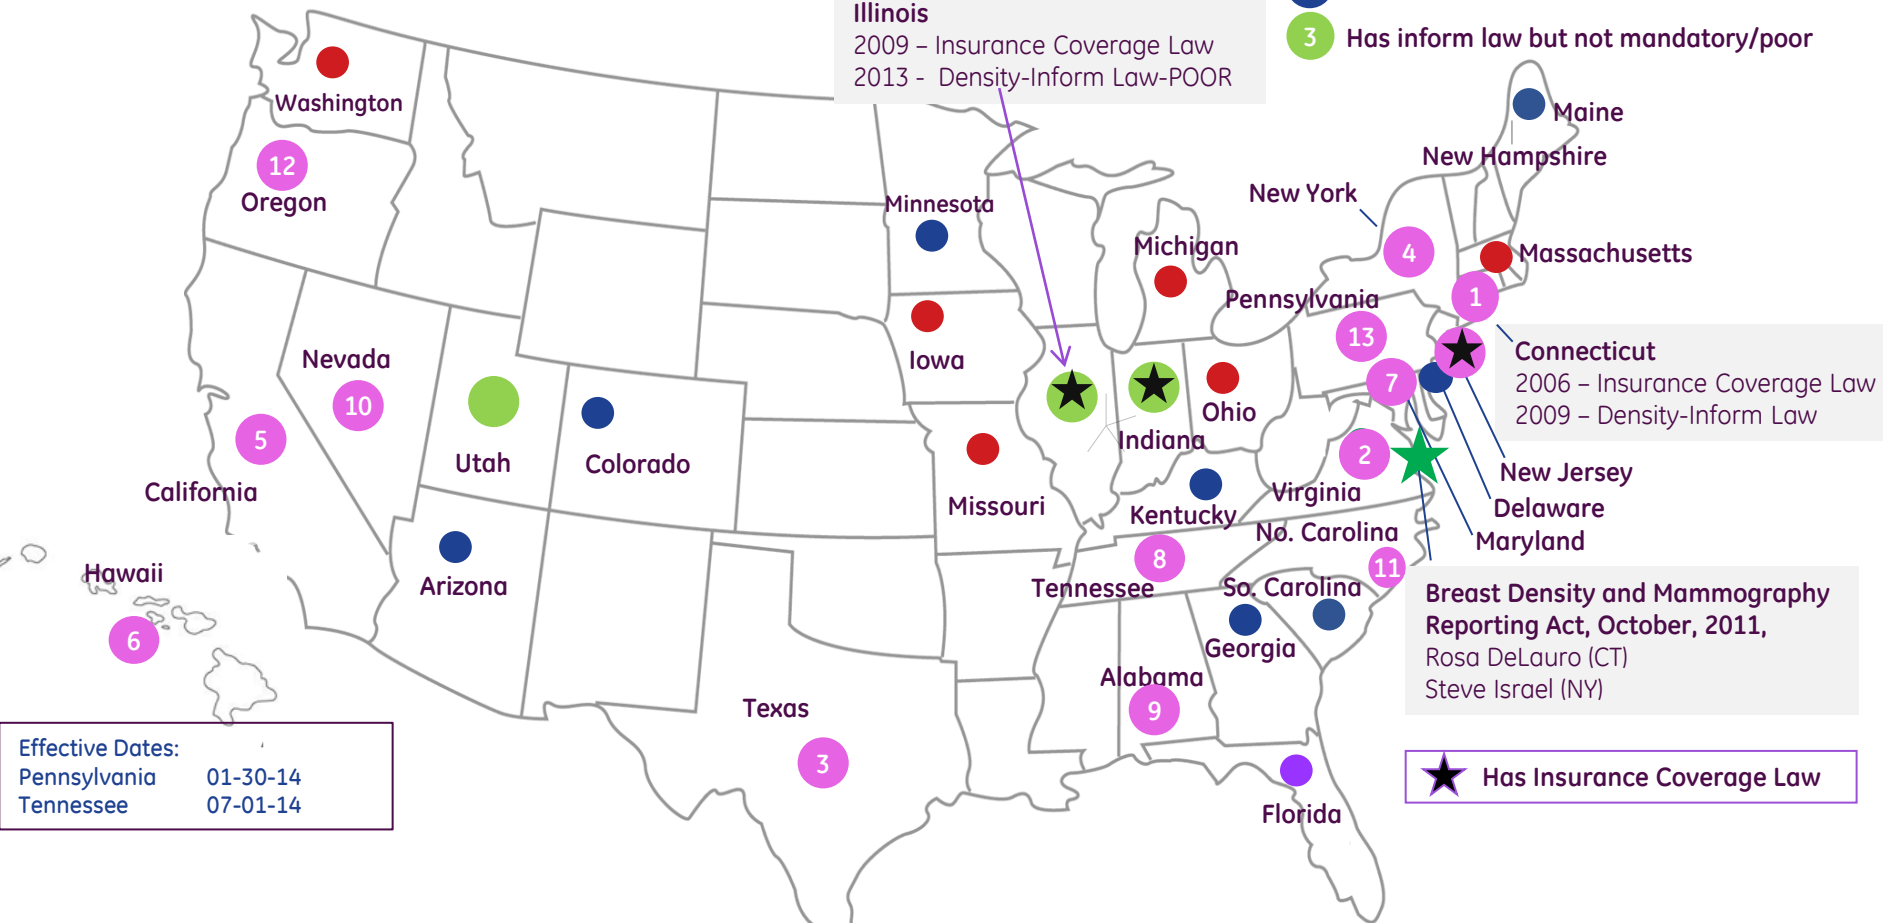 Illinois
2009 – Insurance Coverage Law
2013 - Density-Inform Law-POOR
3 Has inform law but not mandatory/poor
Washington
12
Oregon
Nevada
10
5
California
Utah
Colorado
Arizona
Hawaii
6
Minnesota
Iowa
Missouri
Michigan
Indiana
Ohio
Kentucky
Tennessee
8
Alabama
9
Georgia
Texas
3
Florida
Maine
New Hampshire
New York
4
Massachusetts
1
Pennsylvania
13
7
2
Virginia
No. Carolina
11
So. Carolina
Connecticut
2006 – Insurance Coverage Law
2009 – Density-Inform Law
New Jersey
Delaware
Maryland
Breast Density and Mammography
Reporting Act, October, 2011,
Rosa DeLauro (CT)
Steve Israel (NY)
Effective Dates:
Pennsylvania 01-30-14
Tennessee 07-01-14
Has Insurance Coverage Law